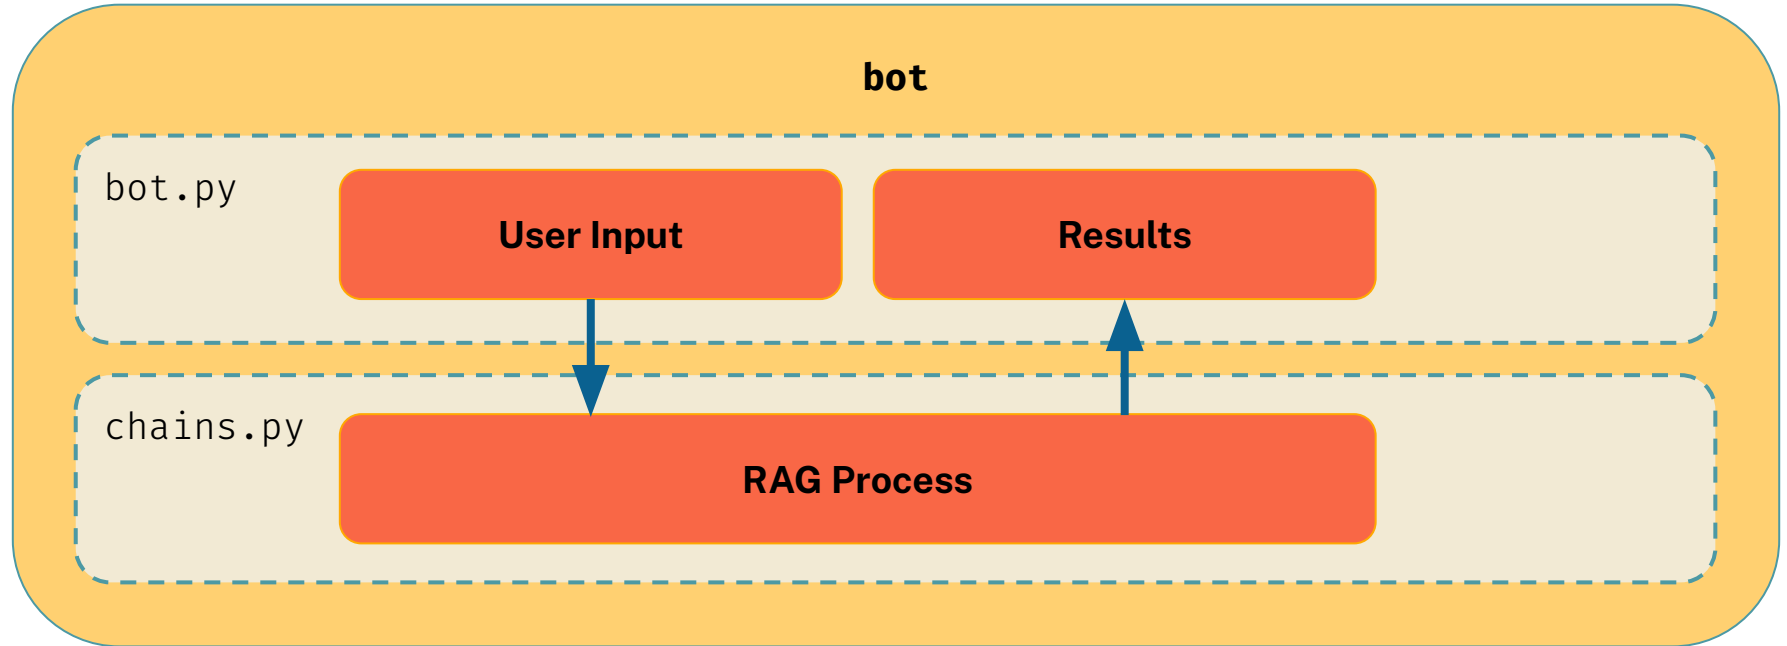 bot
bot.py
User Input
Results
chains.py
RAG Process